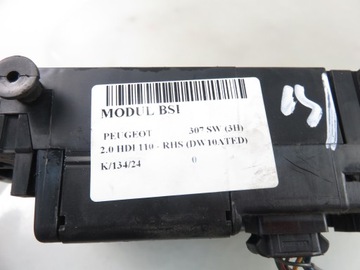 MODUL BSI
PEUGEOT 307 SW (3H)
2.0 HDI 110 - RHS (DW10ATED)
K/134/24 0